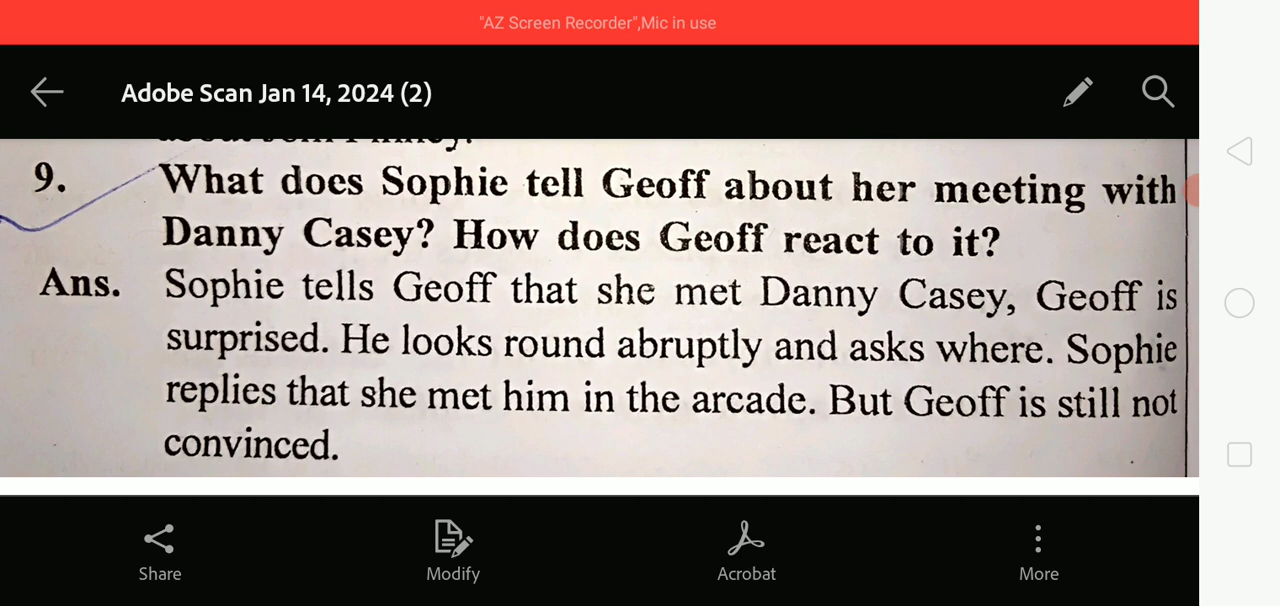 "AZ Screen Recorder",Mic in use
Adobe Scan Jan 14, 2024 (2)
9. What does Sophie tell Geoff about her meeting with
Danny Casey? How does Geoff react to it?
Ans. Sophie tells Geoff that she met Danny Casey, Geoff is
surprised. He looks round abruptly and asks where. Sophie
replies that she met him in the arcade. But Geoff is still not
convinced.
Share Modify Acrobat More